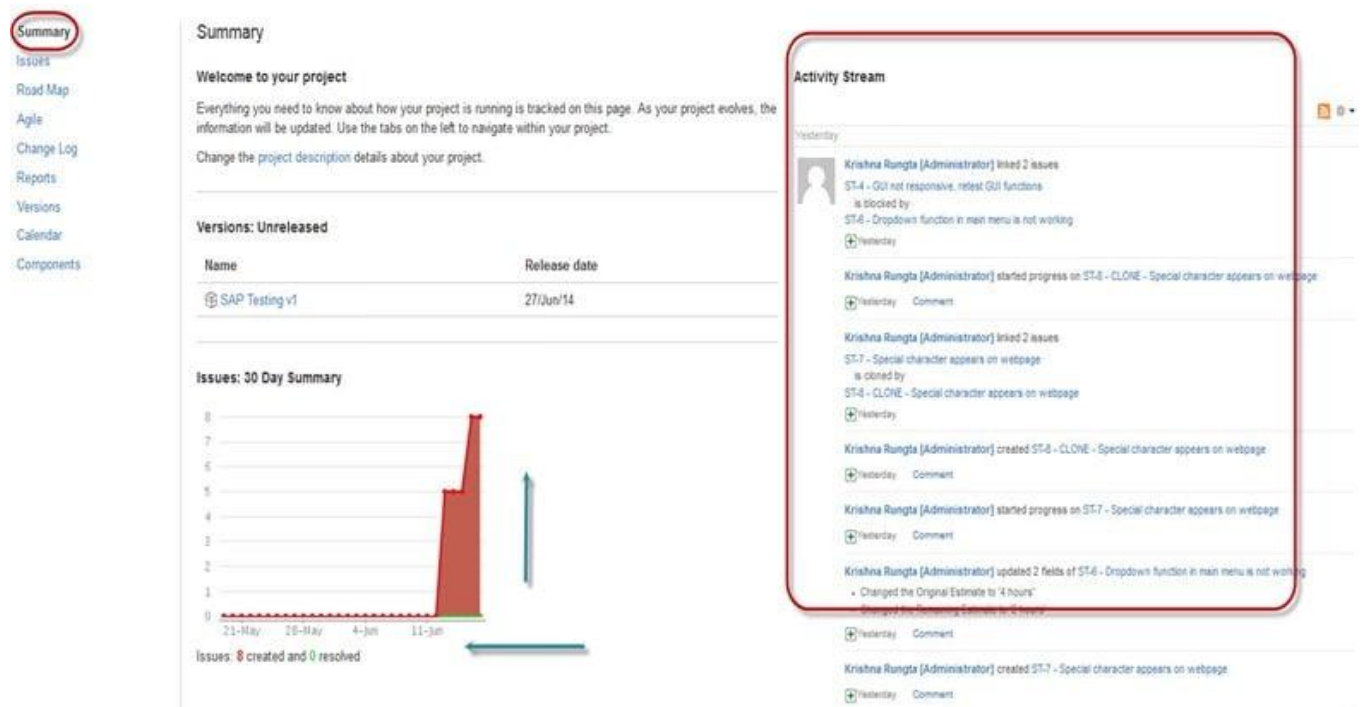 Summary
Issues
Road Map
Agile
Change Log
Reports
Versions
Calendar
Components
Summary
Welcome to your project
Everything you need to know about how your project is running is tracked on this page. As your project evolves, the
information will be updated. Use the tabs on the left to navigate within your project.
Change the project description details about your project.
Versions: Unreleased
Name Release date
SAP Testing v1 27/Jun/14
Issues: 30 Day Summary
8
7
6
5
4
3
2
1
0
21-May 28-May 4-Jun 11-Jun
Issues: 8 created and 0 resolved
Activity Stream
Yesterday
Krishna Rungta [Administrator] linked 2 issues
ST-4 - GUI not responsive, retest GUI functions
is blocked by
ST-6 - Dropdown function in main menu is not working
Yesterday
Krishna Rungta [Administrator] started progress on ST-8 - CLONE - Special character appears on webpage
Yesterday Comment
Krishna Rungta [Administrator] linked 2 issues
ST-7 - Special character appears on webpage
is cloned by
ST-8 - CLONE - Special character appears on webpage
Yesterday
Krishna Rungta [Administrator] created ST-8 - CLONE - Special character appears on webpage
Yesterday Comment
Krishna Rungta [Administrator] started progress on ST-7 - Special character appears on webpage
Yesterday Comment
Krishna Rungta [Administrator] updated 2 fields of ST-6 - Dropdown function in main menu is not working
Changed the Original Estimate to '4 hours'
Changed the Remaining Estimate to
Yesterday Comment
Krishna Rungta [Administrator] created ST-7 - Special character appears on webpage
Yesterday Comment